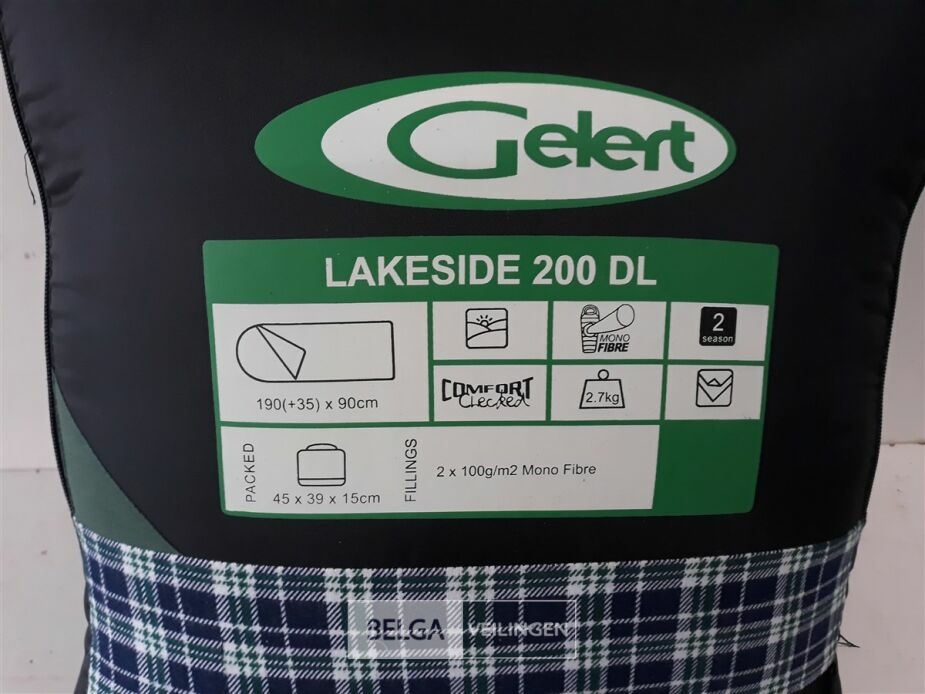 Gelert
LAKESIDE 200 DL
190(+35) x 90cm
MONO
FIBRE
2
season
COMFORT
Checked
2.7kg
PACKED
45 x 39 x 15cm
FILLINGS
2 x 100g/m2 Mono Fibre
BELGA VEILINGEN